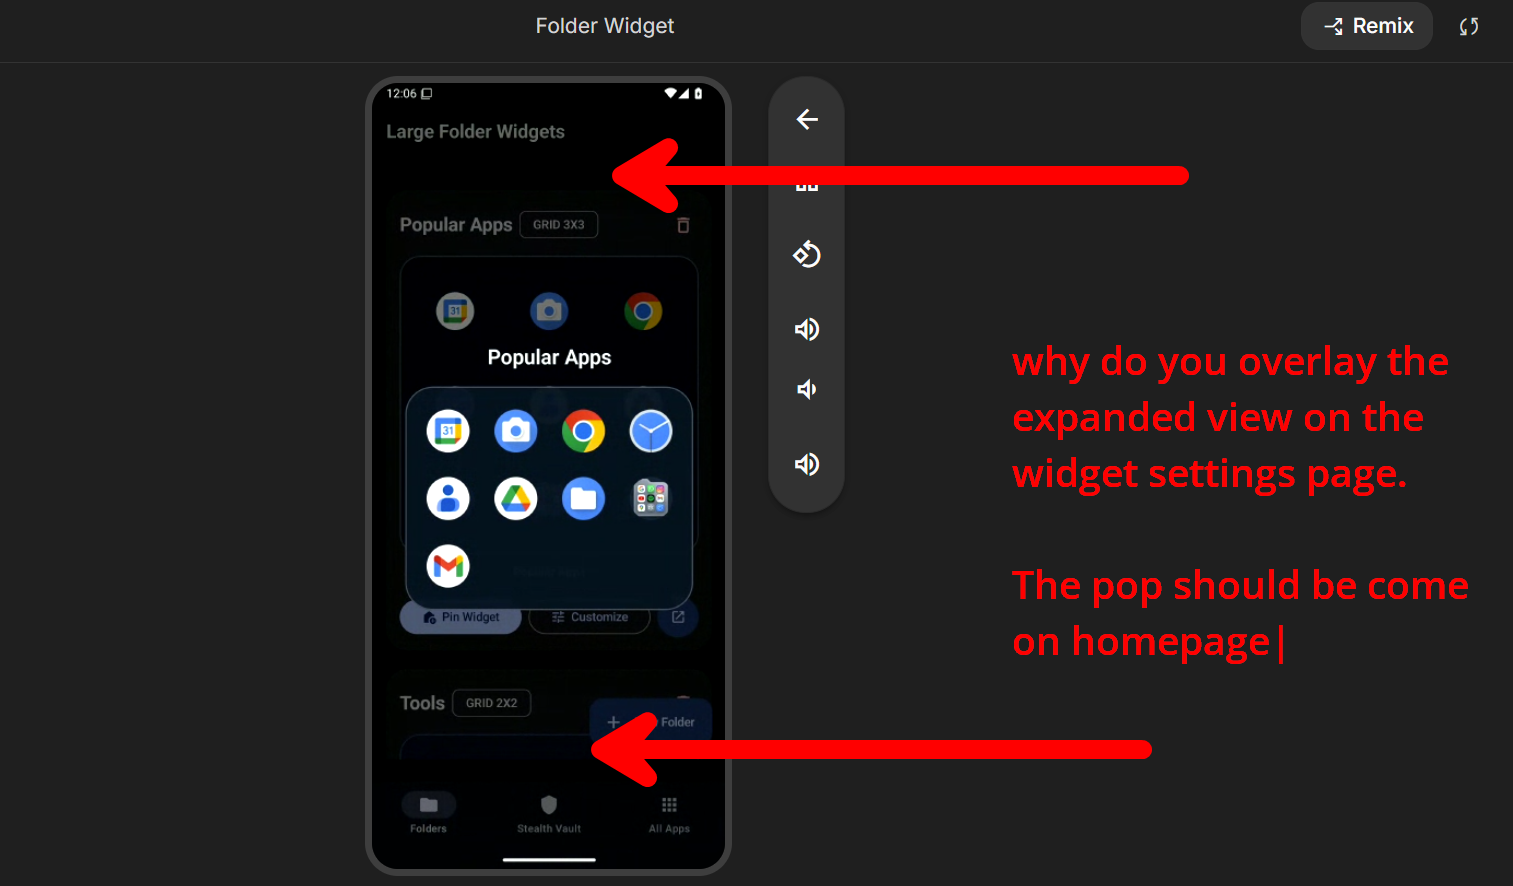 Folder Widget
Remix
12:06
Large Folder Widgets
Popular Apps
GRID 3X3
31
Popular Apps
31
Pin Widget
Customize
Tools
GRID 2X2
Folder
Folders
Stealth Vault
All Apps
why do you overlay the
expanded view on the
widget settings page.
The pop should be come
on homepage|